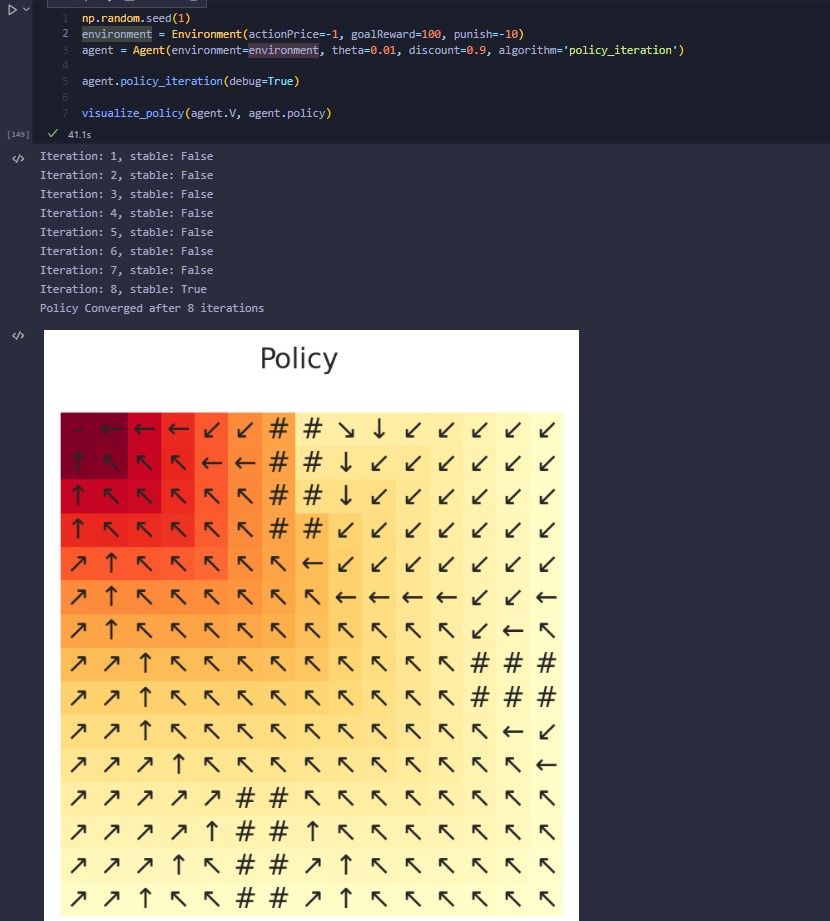 1 np.random.seed(1)
2 environment = Environment(actionPrice=-1, goalReward=100, punish=-10)
3 agent = Agent(environment=environment, theta=0.01, discount=0.9, algorithm='policy_iteration')
4
5 agent.policy_iteration(debug=True)
6
7 visualize_policy(agent.V, agent.policy)
[149] ✓ 41.1s
Iteration: 1, stable: False
Iteration: 2, stable: False
Iteration: 3, stable: False
Iteration: 4, stable: False
Iteration: 5, stable: False
Iteration: 6, stable: False
Iteration: 7, stable: False
Iteration: 8, stable: True
Policy Converged after 8 iterations
Policy
- ← ← ← ↙ ↙ # # ↘ ↓ ↙ ↙ ↙ ↙ ↙
↑ ↖ ↖ ↖ ← ← # # ↓ ↙ ↙ ↙ ↙ ↙ ↙
↑ ↖ ↖ ↖ ↖ ↖ # # ↓ ↙ ↙ ↙ ↙ ↙ ↙
↑ ↖ ↖ ↖ ↖ ↖ # # ↙ ↙ ↙ ↙ ↙ ↙ ↙
↗ ↑ ↖ ↖ ↖ ↖ ↖ ← ↙ ↙ ↙ ↙ ↙ ↙ ↙
↗ ↑ ↖ ↖ ↖ ↖ ↖ ↖ ← ← ← ← ↙ ↙ ←
↗ ↑ ↖ ↖ ↖ ↖ ↖ ↖ ↖ ↖ ↖ ↖ ↙ ← ↖
↗ ↗ ↑ ↖ ↖ ↖ ↖ ↖ ↖ ↖ ↖ ↖ # # #
↗ ↗ ↑ ↖ ↖ ↖ ↖ ↖ ↖ ↖ ↖ ↖ # # #
↗ ↗ ↑ ↖ ↖ ↖ ↖ ↖ ↖ ↖ ↖ ↖ ↖ ← ↙
↗ ↗ ↗ ↑ ↖ ↖ ↖ ↖ ↖ ↖ ↖ ↖ ↖ ↖ ←
↗ ↗ ↗ ↗ ↗ # # ↖ ↖ ↖ ↖ ↖ ↖ ↖ ↖
↗ ↗ ↗ ↗ ↑ # # ↑ ↖ ↖ ↖ ↖ ↖ ↖ ↖
↗ ↗ ↗ ↑ ↖ # # ↗ ↑ ↖ ↖ ↖ ↖ ↖ ↖
↗ ↗ ↑ ↖ ↖ # # ↗ ↑ ↖ ↖ ↖ ↖ ↖ ↖